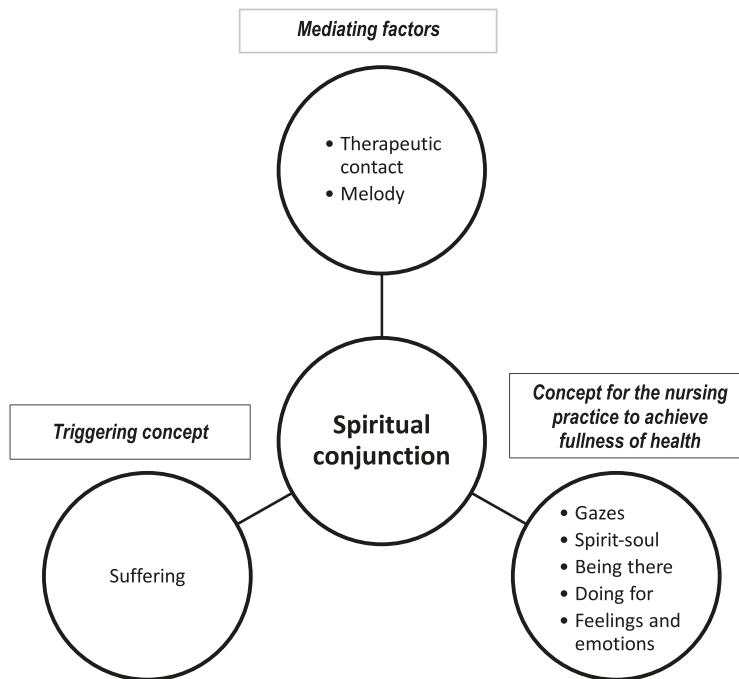 Mediating factors
• Therapeutic
contact
• Melody
Spiritual
conjunction
Triggering concept
Suffering
Concept for the nursing
practice to achieve
fullness of health
• Gazes
• Spirit-soul
• Being there
• Doing for
• Feelings and
emotions